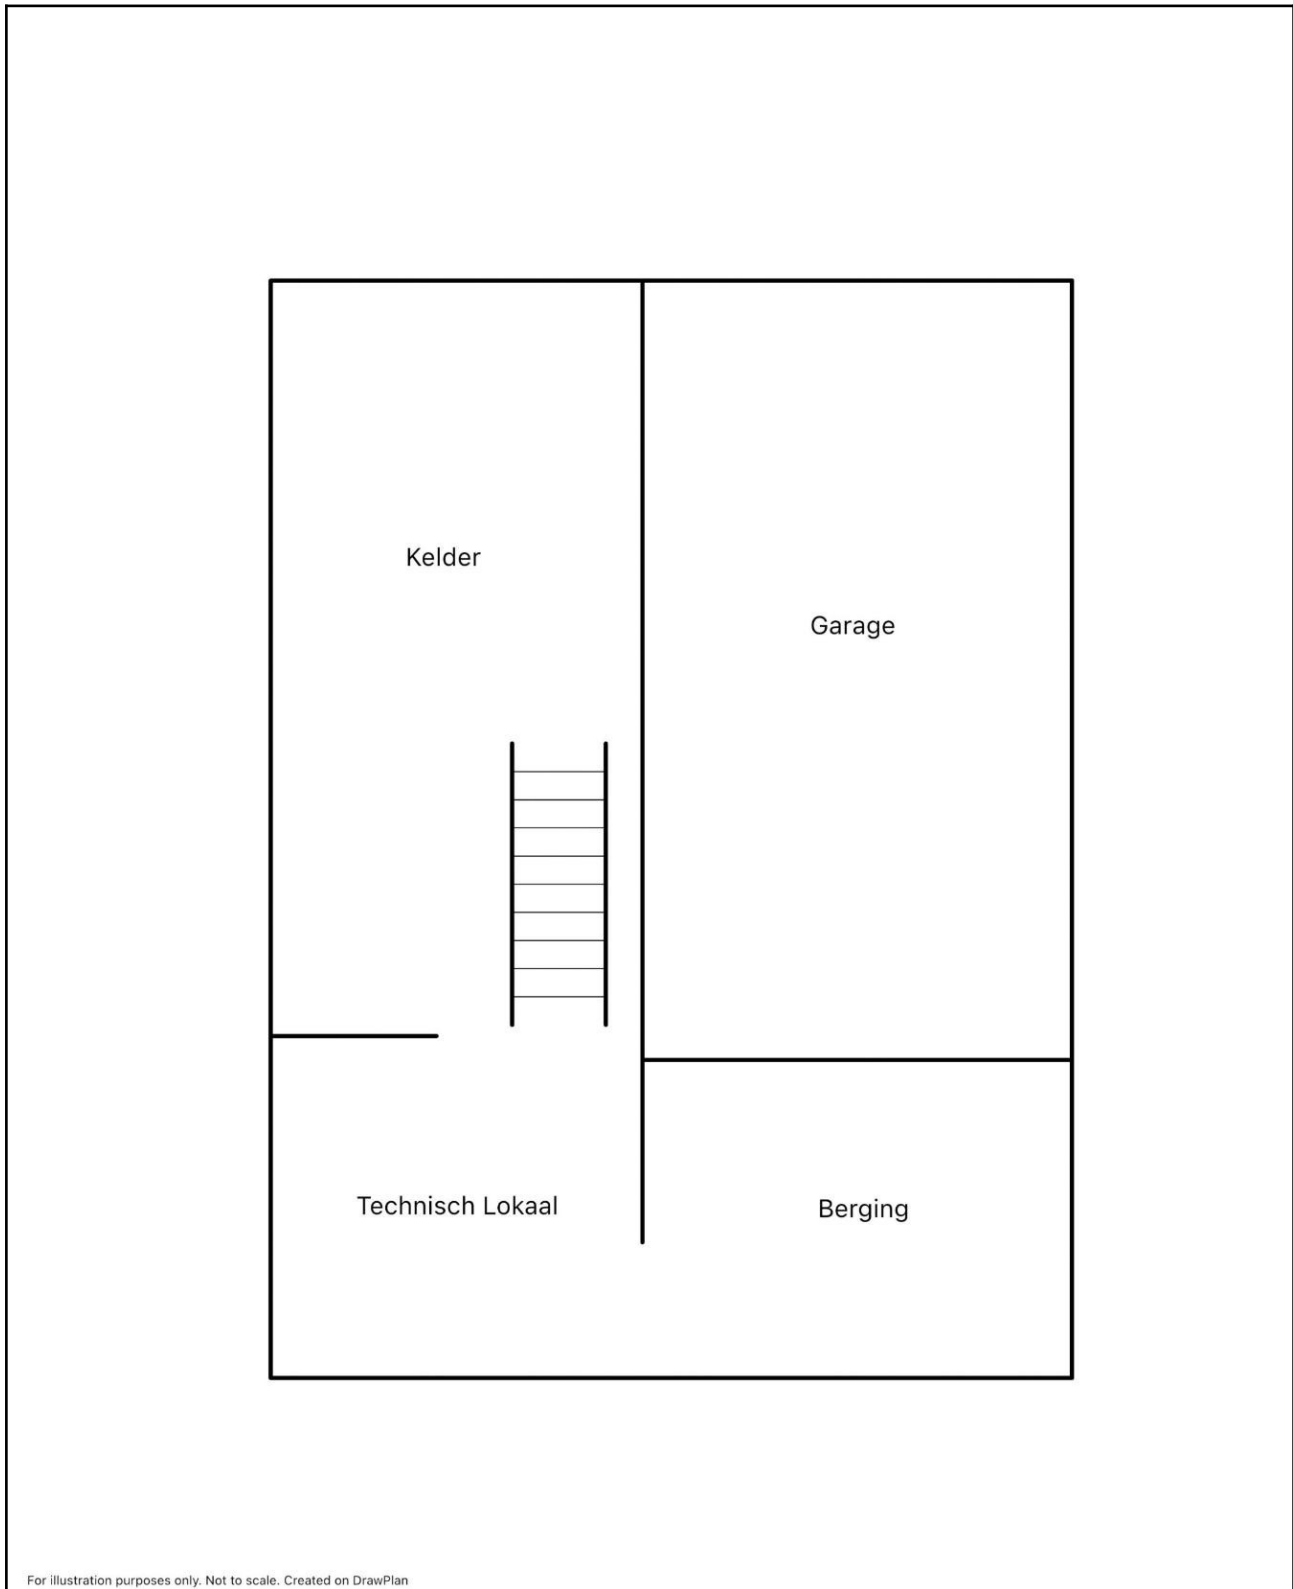 Kelder
Garage
Technisch Lokaal
Berging
For illustration purposes only. Not to scale. Created on DrawPlan